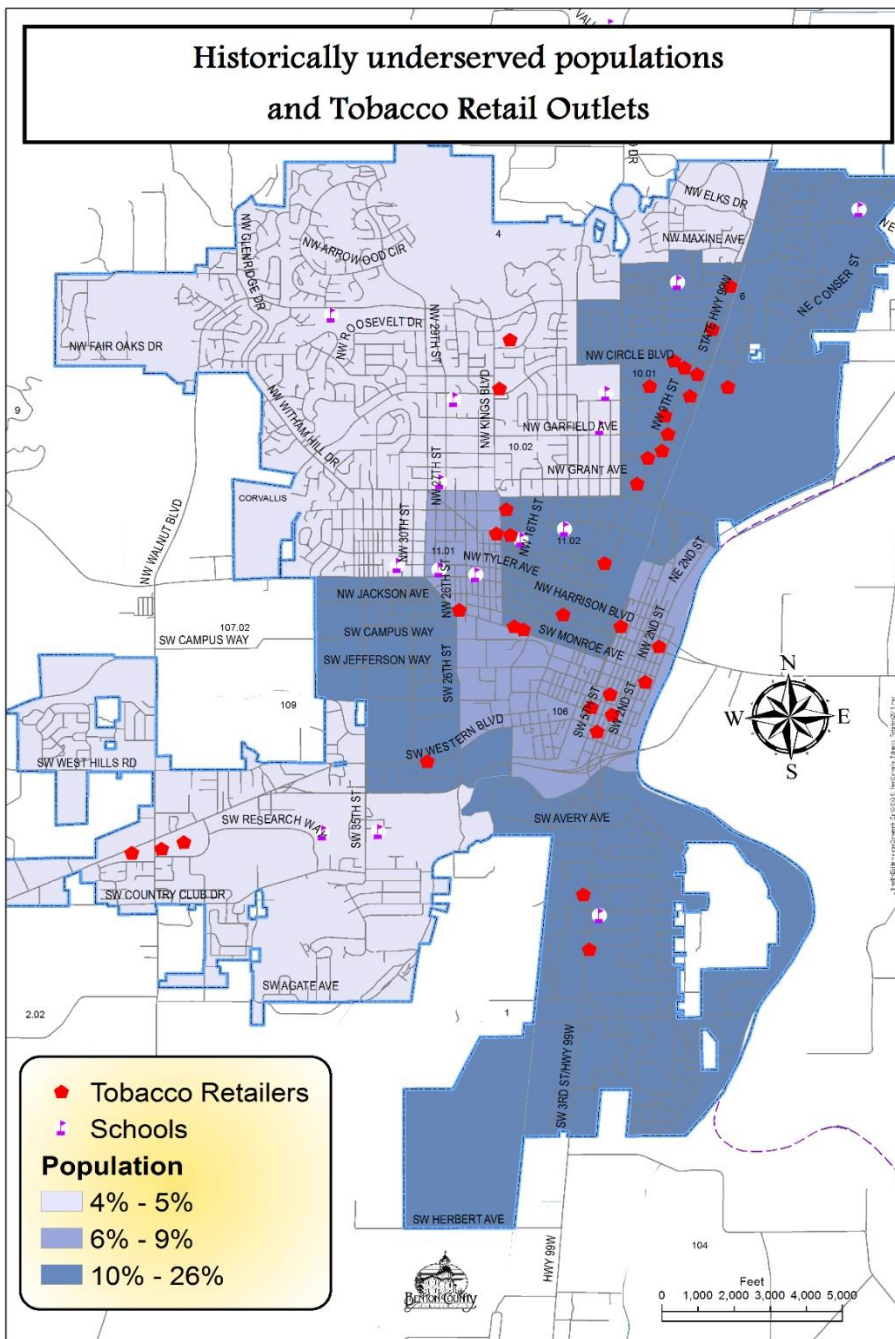 Historically underserved populations
and Tobacco Retail Outlets
NW ELKS DR
NW MAXINE AVE
NW GLENRIDGE DR
NW ARROWOOD CIR
4
STATE HWY 99W
6
NE CONSER ST
NW ROOSEVELT DR
NW 29TH ST
NW FAIR OAKS DR
NW CIRCLE BLVD
10.01
NW KINGS BLVD
NW 9TH ST
9
NW WITHAM HILL DR
NW GARFIELD AVE
10.02
NW 27TH ST
NW GRANT AVE
CORVALLIS
NW WALNUT BLVD
NW 30TH ST
NW 16TH ST
11.01
11.02
NW TYLER AVE
NW 26TH ST
NE 2ND ST
NW JACKSON AVE
NW HARRISON BLVD
107.02
SW CAMPUS WAY
SW CAMPUS WAY
SW MONROE AVE
NW 2ND ST
SW JEFFERSON WAY
SW 26TH ST
109
106
SW 5TH ST
SW 2ND ST
SW WESTERN BLVD
N
W
E
S
SW WEST HILLS RD
SW RESEARCH WAY
SW 35TH ST
SW AVERY AVE
SW COUNTRY CLUB DR
SW AGATE AVE
2.02
1
SW 3RD ST/HWY 99W
Tobacco Retailers
Schools
Population
4% - 5%
6% - 9%
10% - 26%
SW HERBERT AVE
HWY 99W
104
BENTON COUNTY
Feet
0 1,000 2,000 3,000 4,000 5,000